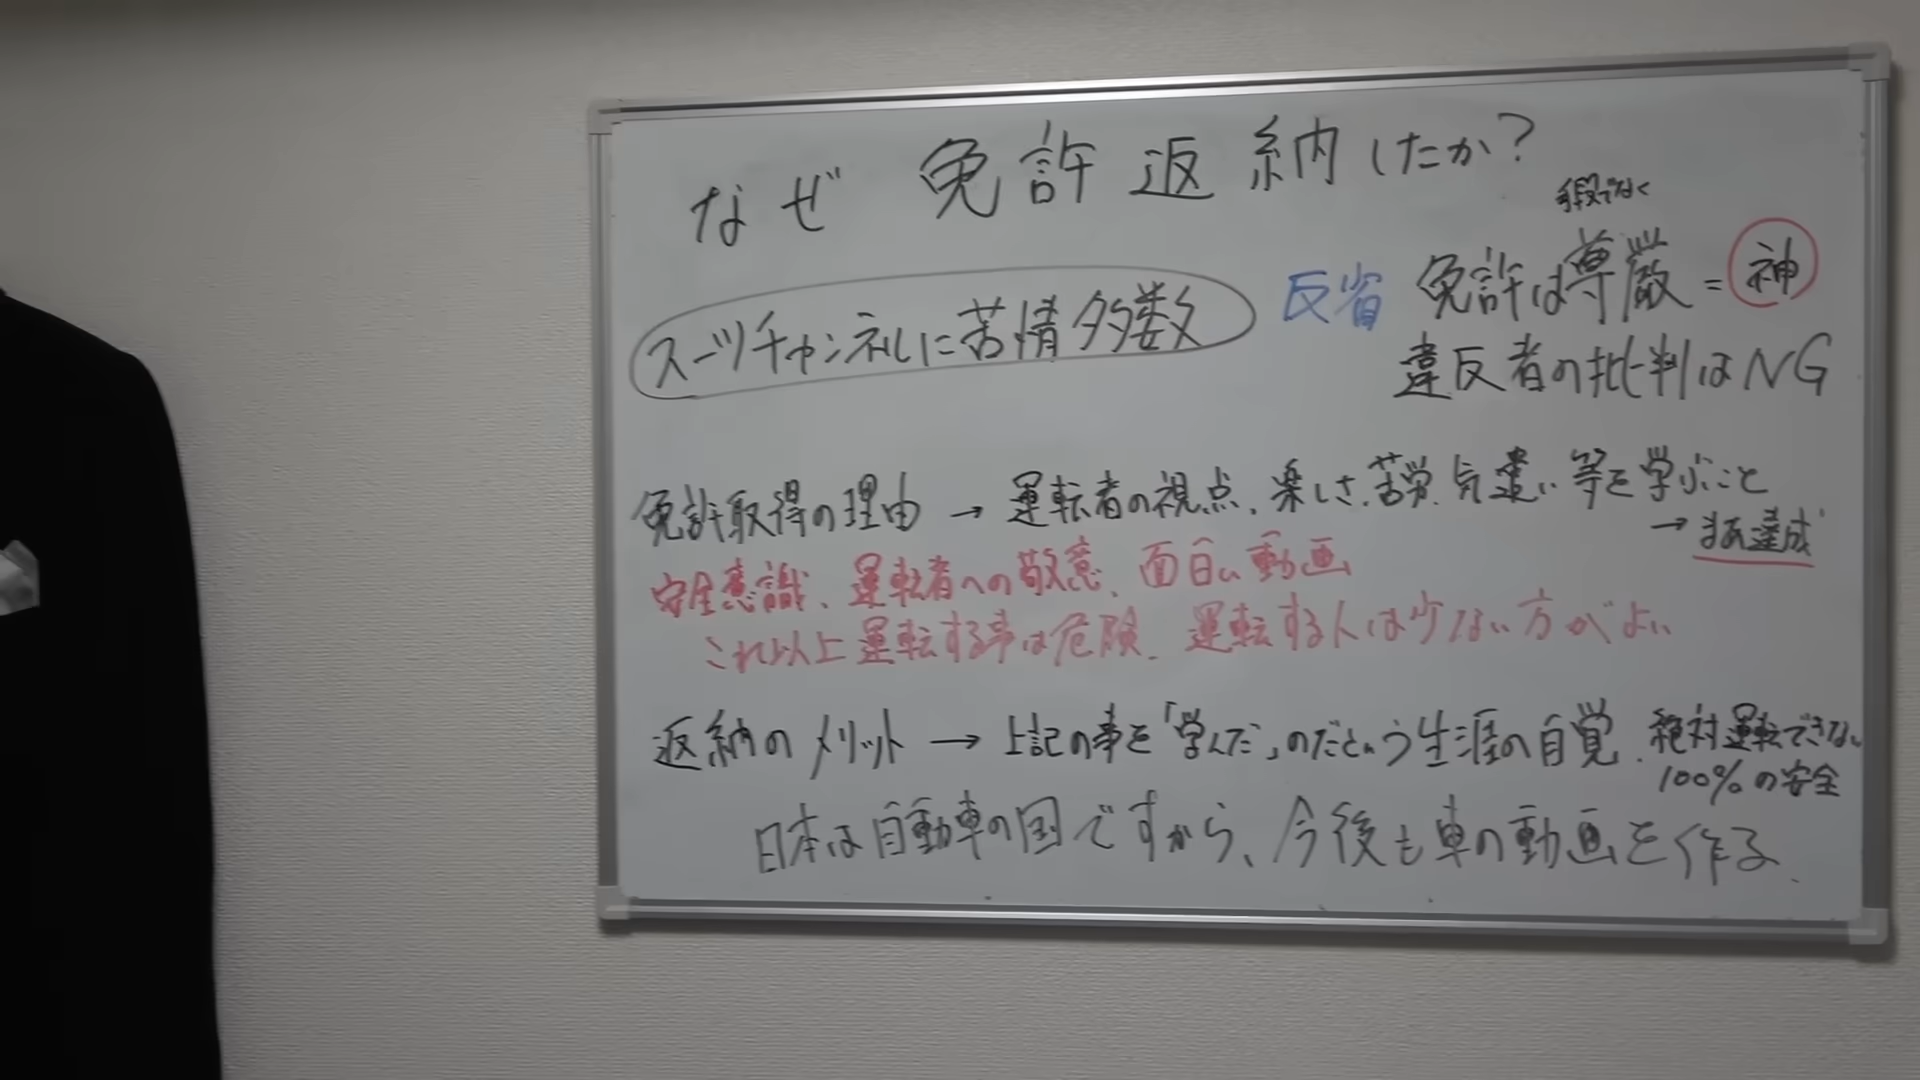 なぜ 免許返納したか?
スーツチャンネルに苦情多数
反省
手段でなく
免許は尊厳=神
違反者の批判はNG
免許取得の理由→運転者の視点、楽しさ、苦労、気遣い等を学ぶこと
→まあ達成
安全意識、運転者への敬意、面白い動画
これ以上運転する事は危険、運転する人は少ない方がよい
返納のメリット→上記の事を「学んだ」のだという生涯の自覚、絶対運転できない
100%の安全
日本は自動車の国ですから、今後も車の動画を作る、